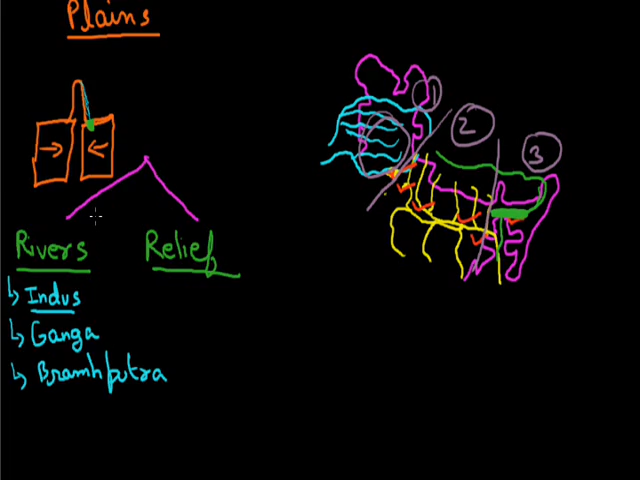 Plains
1
2
3
Rivers
Relief
Indus
Ganga
Bramhputra